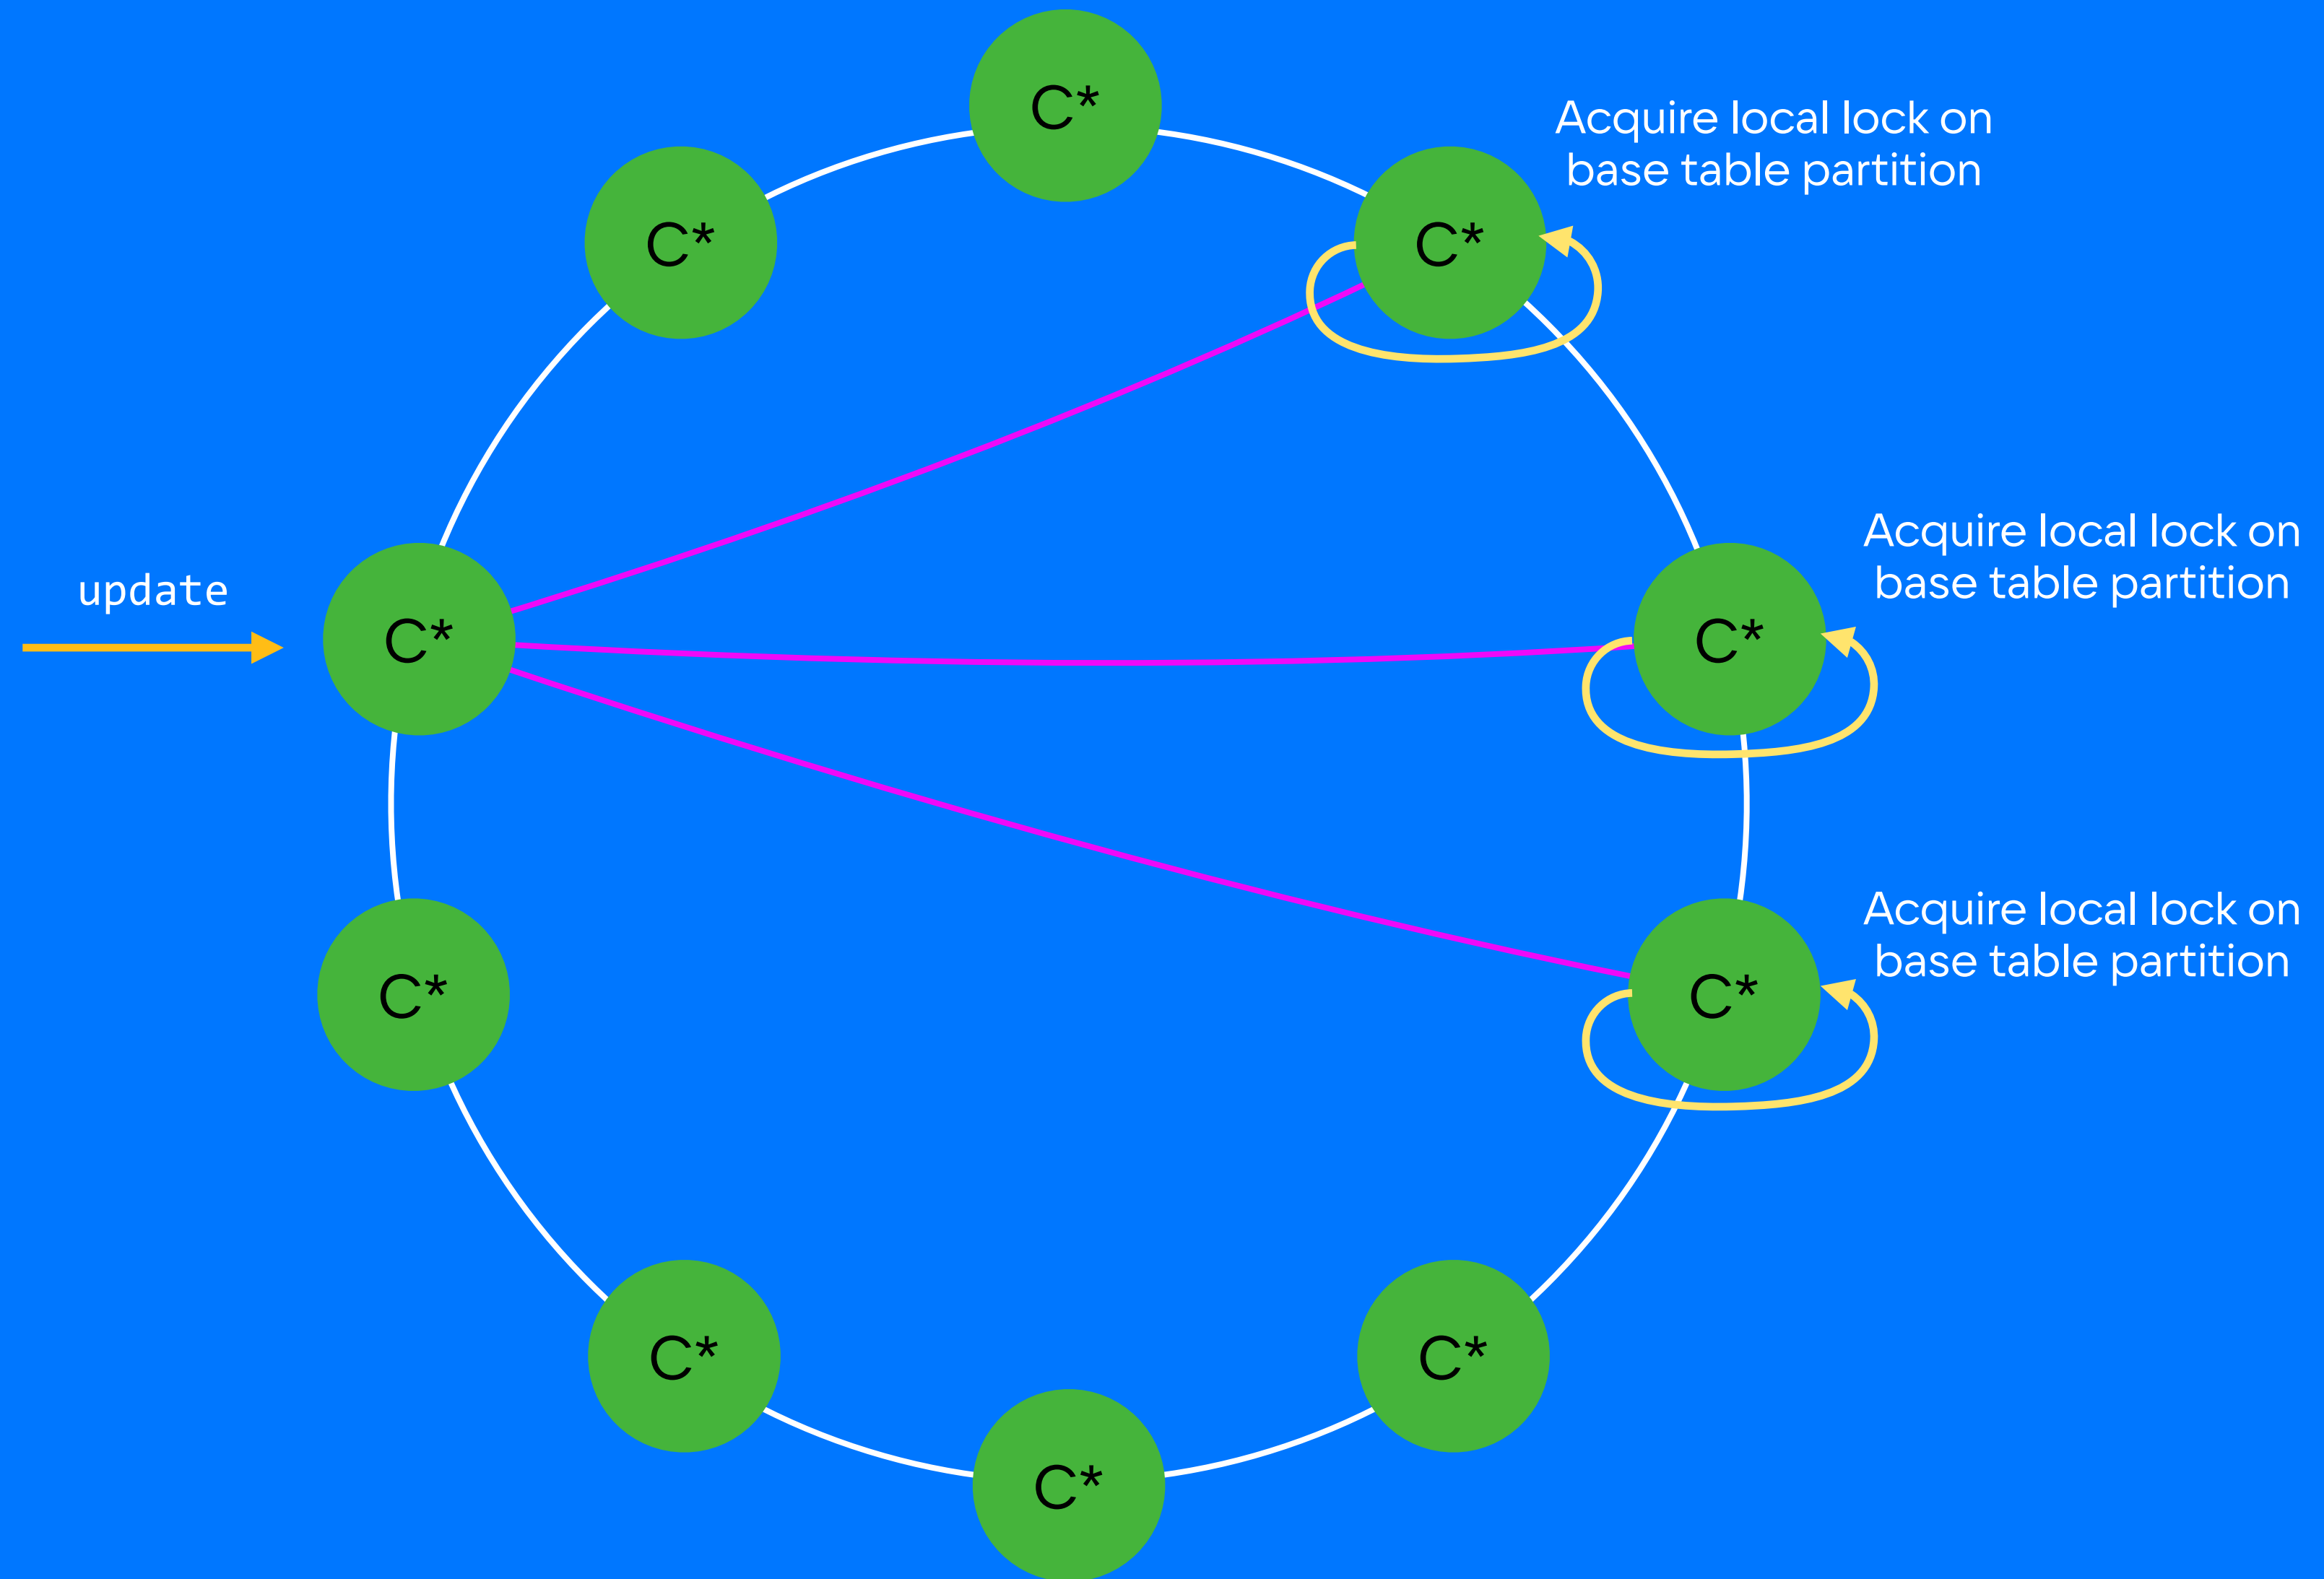 C*
C*
C*
Acquire local lock on
base table partition
update
C*
C*
Acquire local lock on
base table partition
C*
C*
Acquire local lock on
base table partition
C*
C*
C*